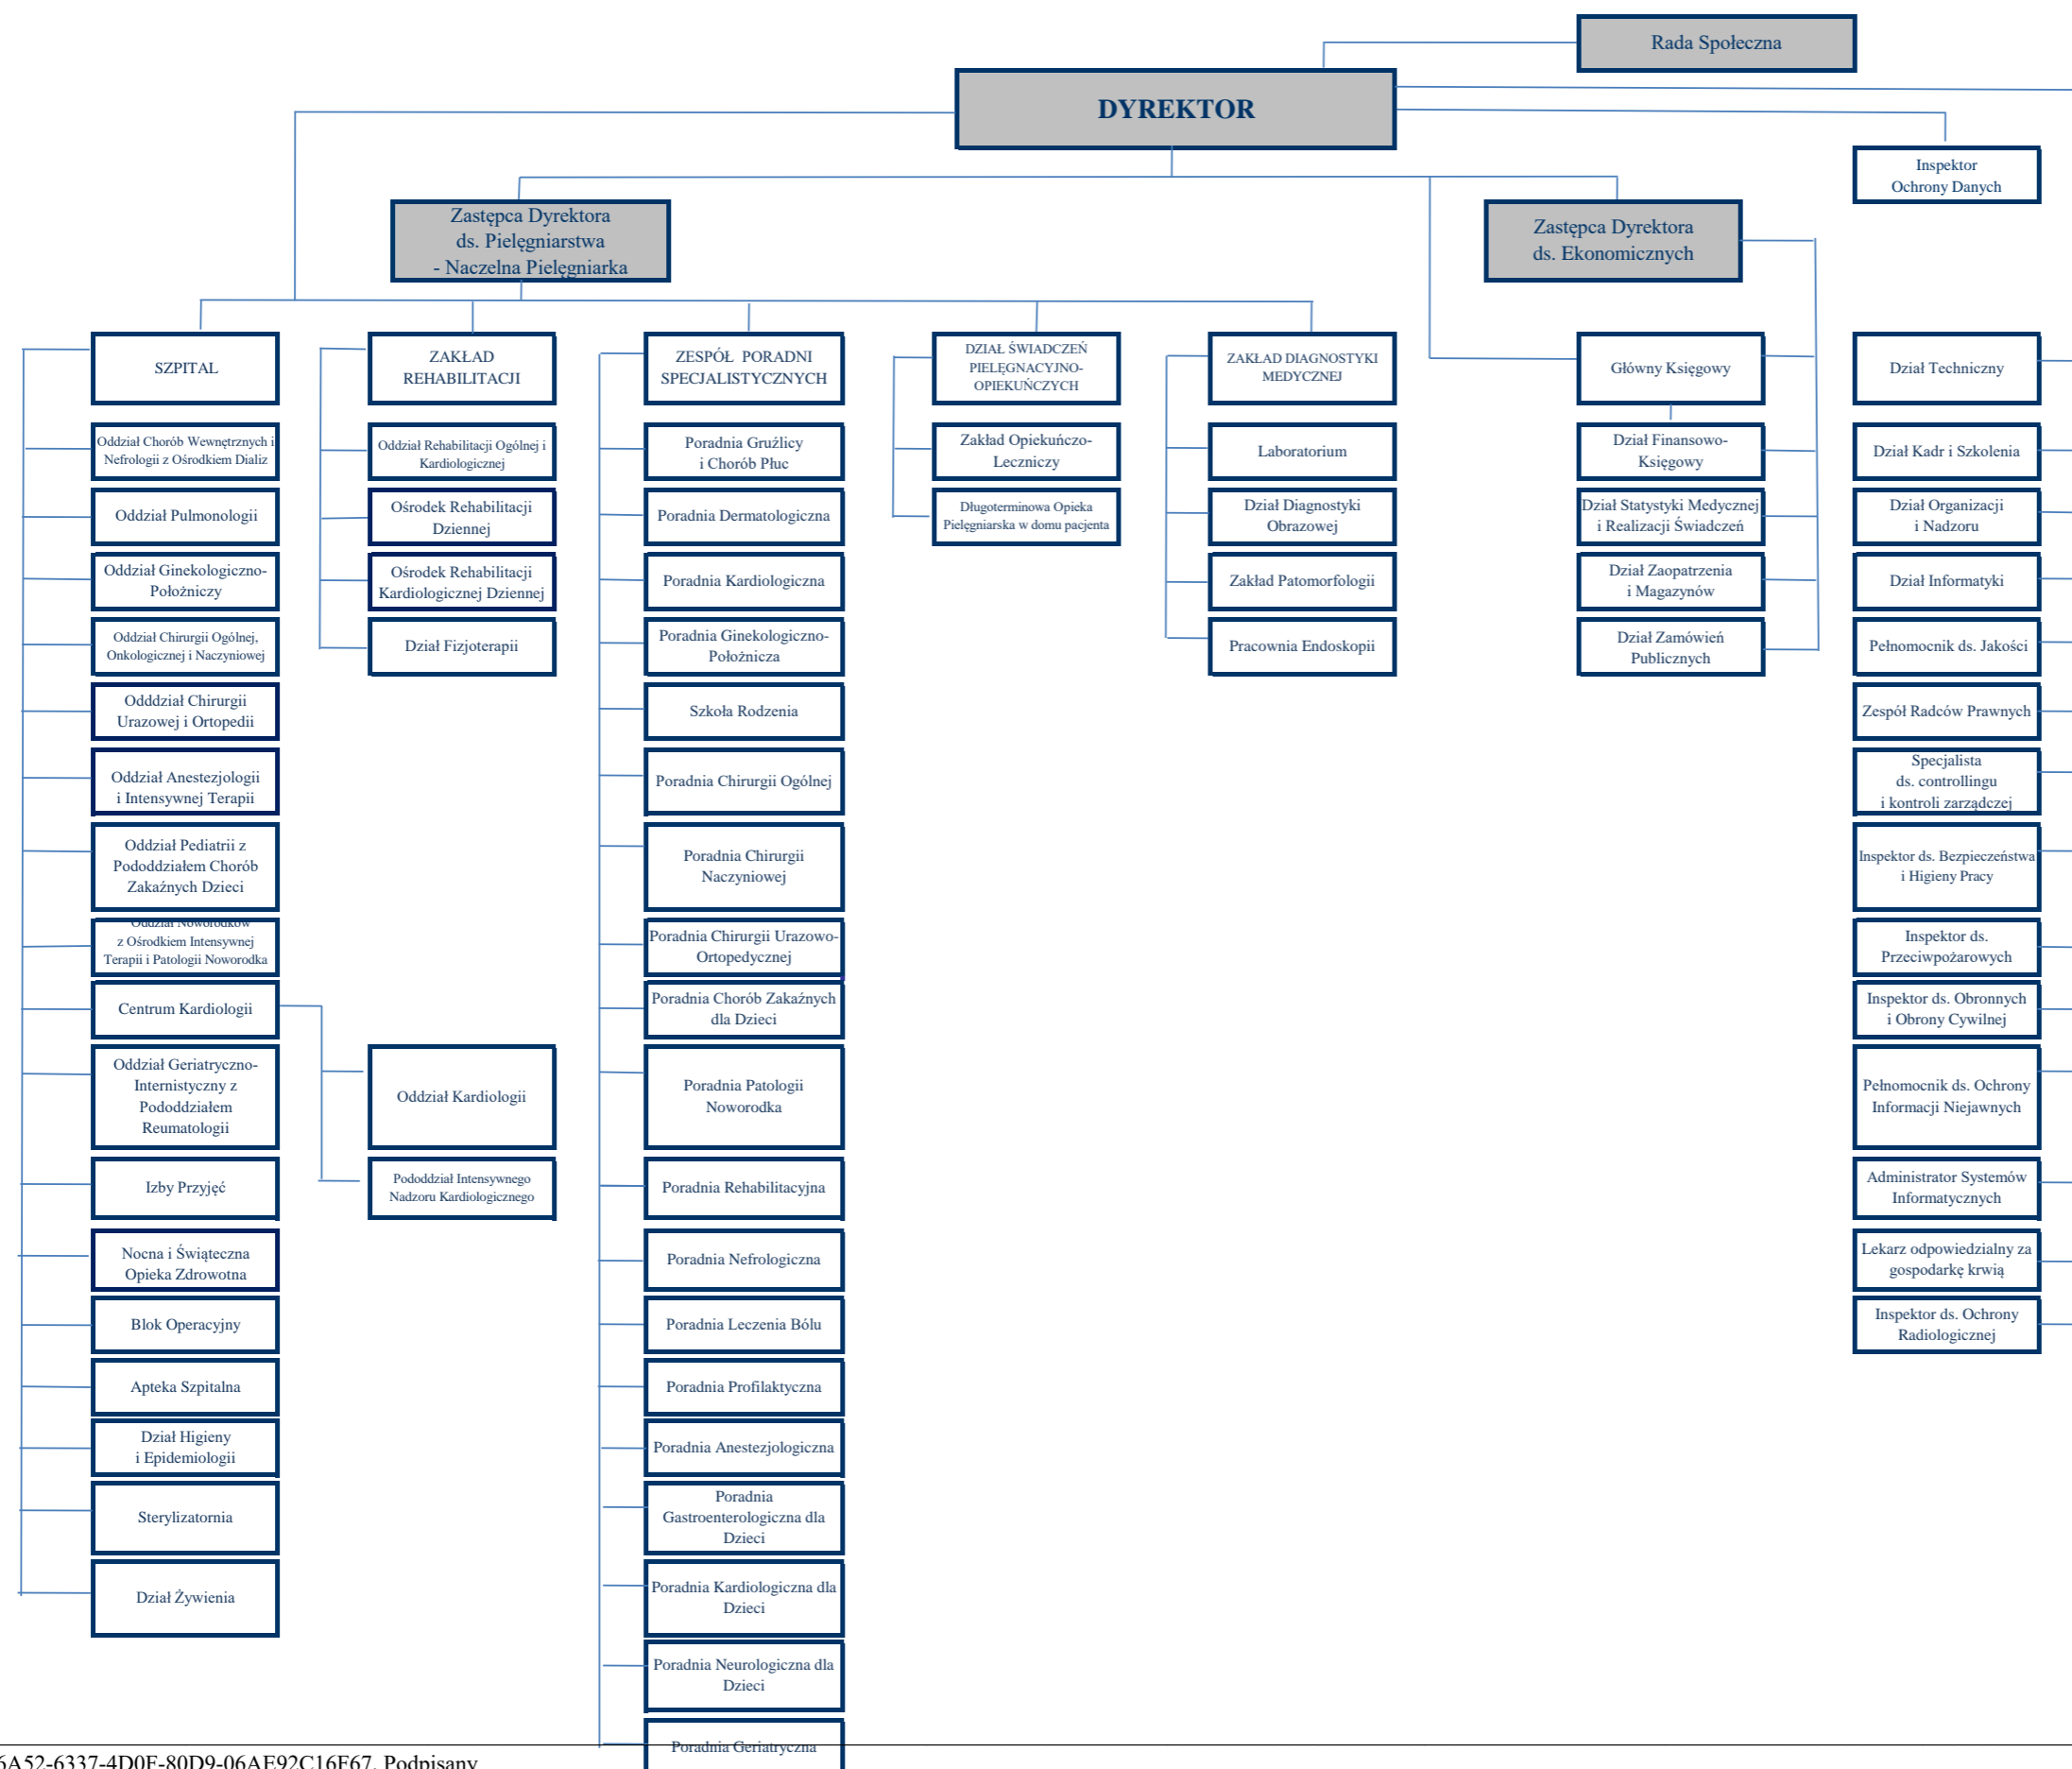 Rada Społeczna
DYREKTOR
Inspektor
Ochrony Danych
Zastępca Dyrektora
ds. Pielęgniarstwa
- Naczelna Pielęgniarka
Zastępca Dyrektora
ds. Ekonomicznych
SZPITAL
Oddział Chorób Wewnętrznych i
Nefrologii z Ośrodkiem Dializ
Oddział Pulmonologii
Oddział Ginekologiczno-
Położniczy
Oddział Chirurgii Ogólnej,
Onkologicznej i Naczyniowej
Odddział Chirurgii
Urazowej i Ortopedii
Oddział Anestezjologii
i Intensywnej Terapii
Oddział Pediatrii z
Pododdziałem Chorób
Zakaźnych Dzieci
Oddział Noworodków
z Ośrodkiem Intensywnej
Terapii i Patologii Noworodka
Centrum Kardiologii
Oddział Geriatryczno-
Internistyczny z
Pododdziałem
Reumatologii
Izby Przyjęć
Nocna i Świąteczna
Opieka Zdrowotna
Blok Operacyjny
Apteka Szpitalna
Dział Higieny
i Epidemiologii
Sterylizatornia
Dział Żywienia
ZAKŁAD
REHABILITACJI
Oddział Rehabilitacji Ogólnej i
Kardiologicznej
Ośrodek Rehabilitacji
Dziennej
Ośrodek Rehabilitacji
Kardiologicznej Dziennej
Dział Fizjoterapii
Oddział Kardiologii
Pododdział Intensywnego
Nadzoru Kardiologicznego
ZESPÓŁ PORADNI
SPECJALISTYCZNYCH
Poradnia Gruźlicy
i Chorób Płuc
Poradnia Dermatologiczna
Poradnia Kardiologiczna
Poradnia Ginekologiczno-
Położnicza
Szkoła Rodzenia
Poradnia Chirurgii Ogólnej
Poradnia Chirurgii
Naczyniowej
Poradnia Chirurgii Urazowo-
Ortopedycznej
Poradnia Chorób Zakaźnych
dla Dzieci
Poradnia Patologii
Noworodka
Poradnia Rehabilitacyjna
Poradnia Nefrologiczna
Poradnia Leczenia Bólu
Poradnia Profilaktyczna
Poradnia Anestezjologiczna
Poradnia
Gastroenterologiczna dla
Dzieci
Poradnia Kardiologiczna dla
Dzieci
Poradnia Neurologiczna dla
Dzieci
Poradnia Geriatryczna
DZIAŁ ŚWIADCZEŃ
PIELĘGNACYJNO-
OPIEKUŃCZYCH
Zakład Opiekuńczo-
Leczniczy
Długoterminowa Opieka
Pielęgniarska w domu pacjenta
ZAKŁAD DIAGNOSTYKI
MEDYCZNEJ
Laboratorium
Dział Diagnostyki
Obrazowej
Zakład Patomorfologii
Pracownia Endoskopii
Główny Księgowy
Dział Finansowo-
Księgowy
Dział Statystyki Medycznej
i Realizacji Świadczeń
Dział Zaopatrzenia
i Magazynów
Dział Zamówień
Publicznych
Dział Techniczny
Dział Kadr i Szkolenia
Dział Organizacji
i Nadzoru
Dział Informatyki
Pełnomocnik ds. Jakości
Zespół Radców Prawnych
Specjalista
ds. controllingu
i kontroli zarządczej
Inspektor ds. Bezpieczeństwa
i Higieny Pracy
Inspektor ds.
Przeciwpożarowych
Inspektor ds. Obronnych
i Obrony Cywilnej
Pełnomocnik ds. Ochrony
Informacji Niejawnych
Administrator Systemów
Informatycznych
Lekarz odpowiedzialny za
gospodarkę krwią
Inspektor ds. Ochrony
Radiologicznej
6A52-6337-4D0F-80D9-06AE92C16F67. Podpisany